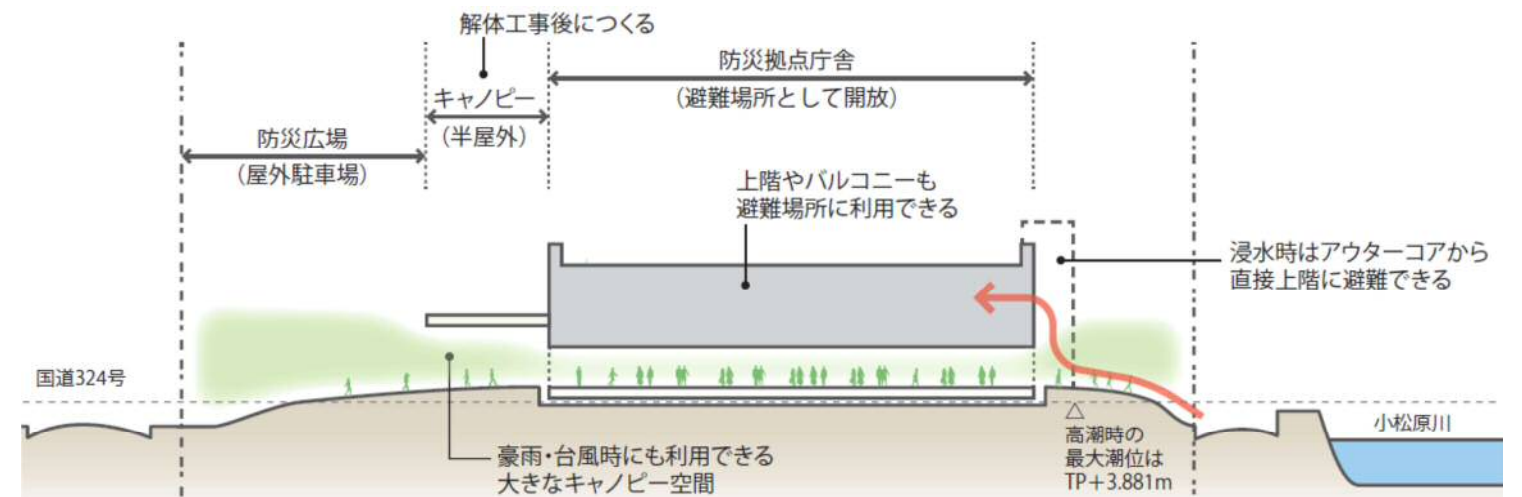 解体工事後につくる
防災拠点庁舎
(避難場所として開放)
キャノピー
(半屋外)
防災広場
(屋外駐車場)
上階やバルコニーも
避難場所に利用できる
浸水時はアウターコアから
直接上階に避難できる
国道324号
小松原川
△
高潮時の
最大潮位は
TP+3.881m
豪雨・台風時にも利用できる
大きなキャノピー空間